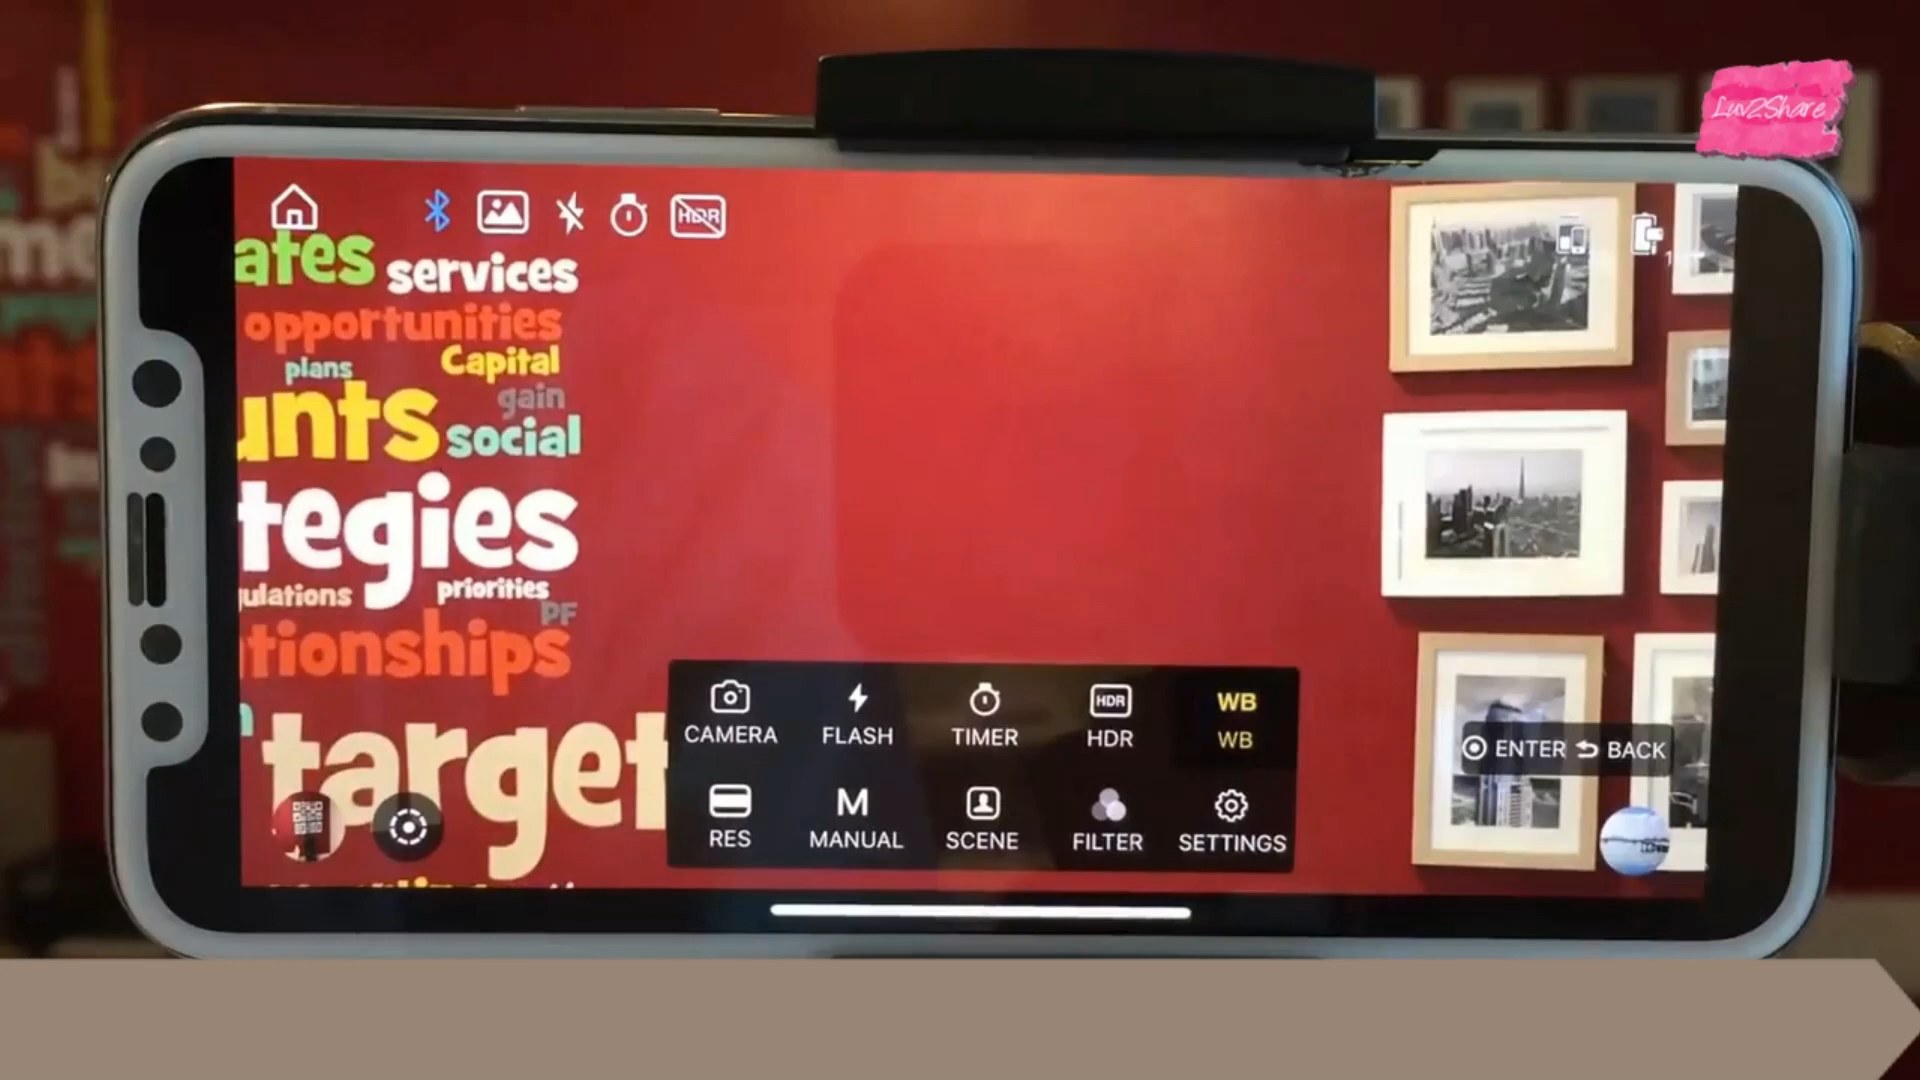 Luv2Share
HDR
ates services
opportunities
plans Capital
gain
unts social
tegies
ulations priorities
PF
tionships
target
CAMERA FLASH TIMER HDR WB
HDR WB
RES MANUAL SCENE FILTER SETTINGS
M
ENTER BACK